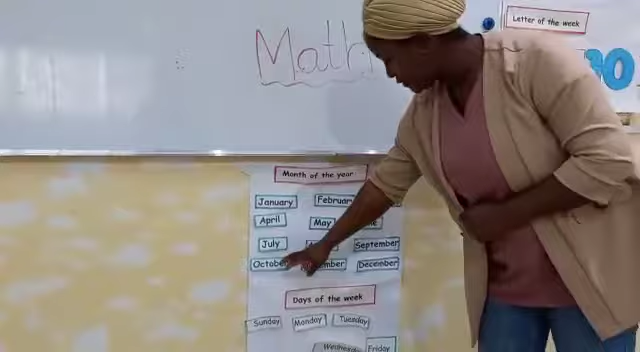 Math
Letter of the week
Month of the year
January February
April May
July September
October December
Days of the week
Sunday Monday Tuesday
Wednesday Friday